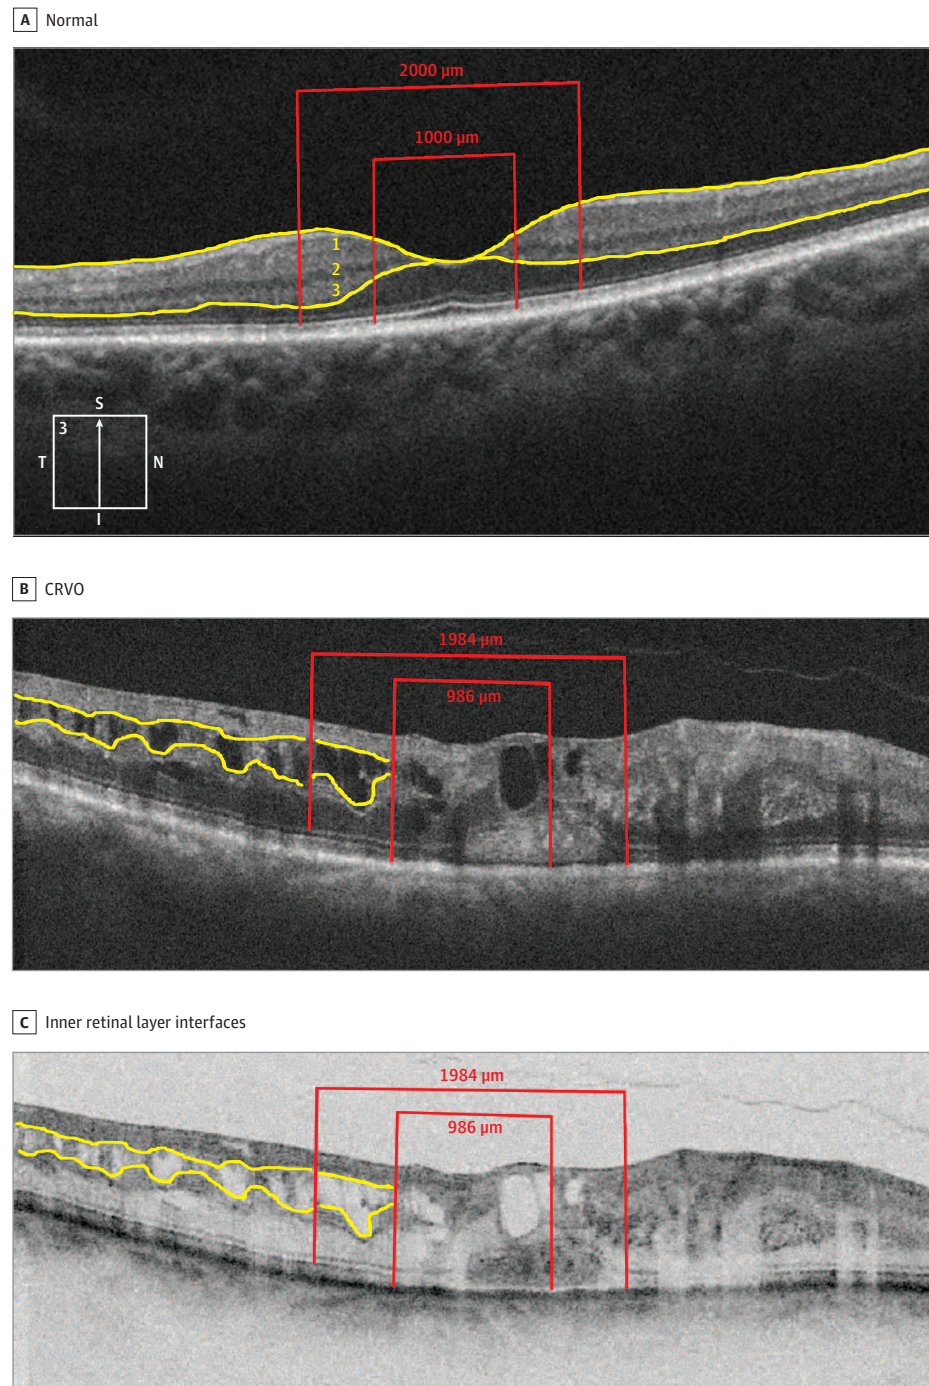 A Normal
2000 µm
1000 µm
1
2
3
S
3
T
N
I
B CRVO
1984 µm
986 µm
C Inner retinal layer interfaces
1984 µm
986 µm